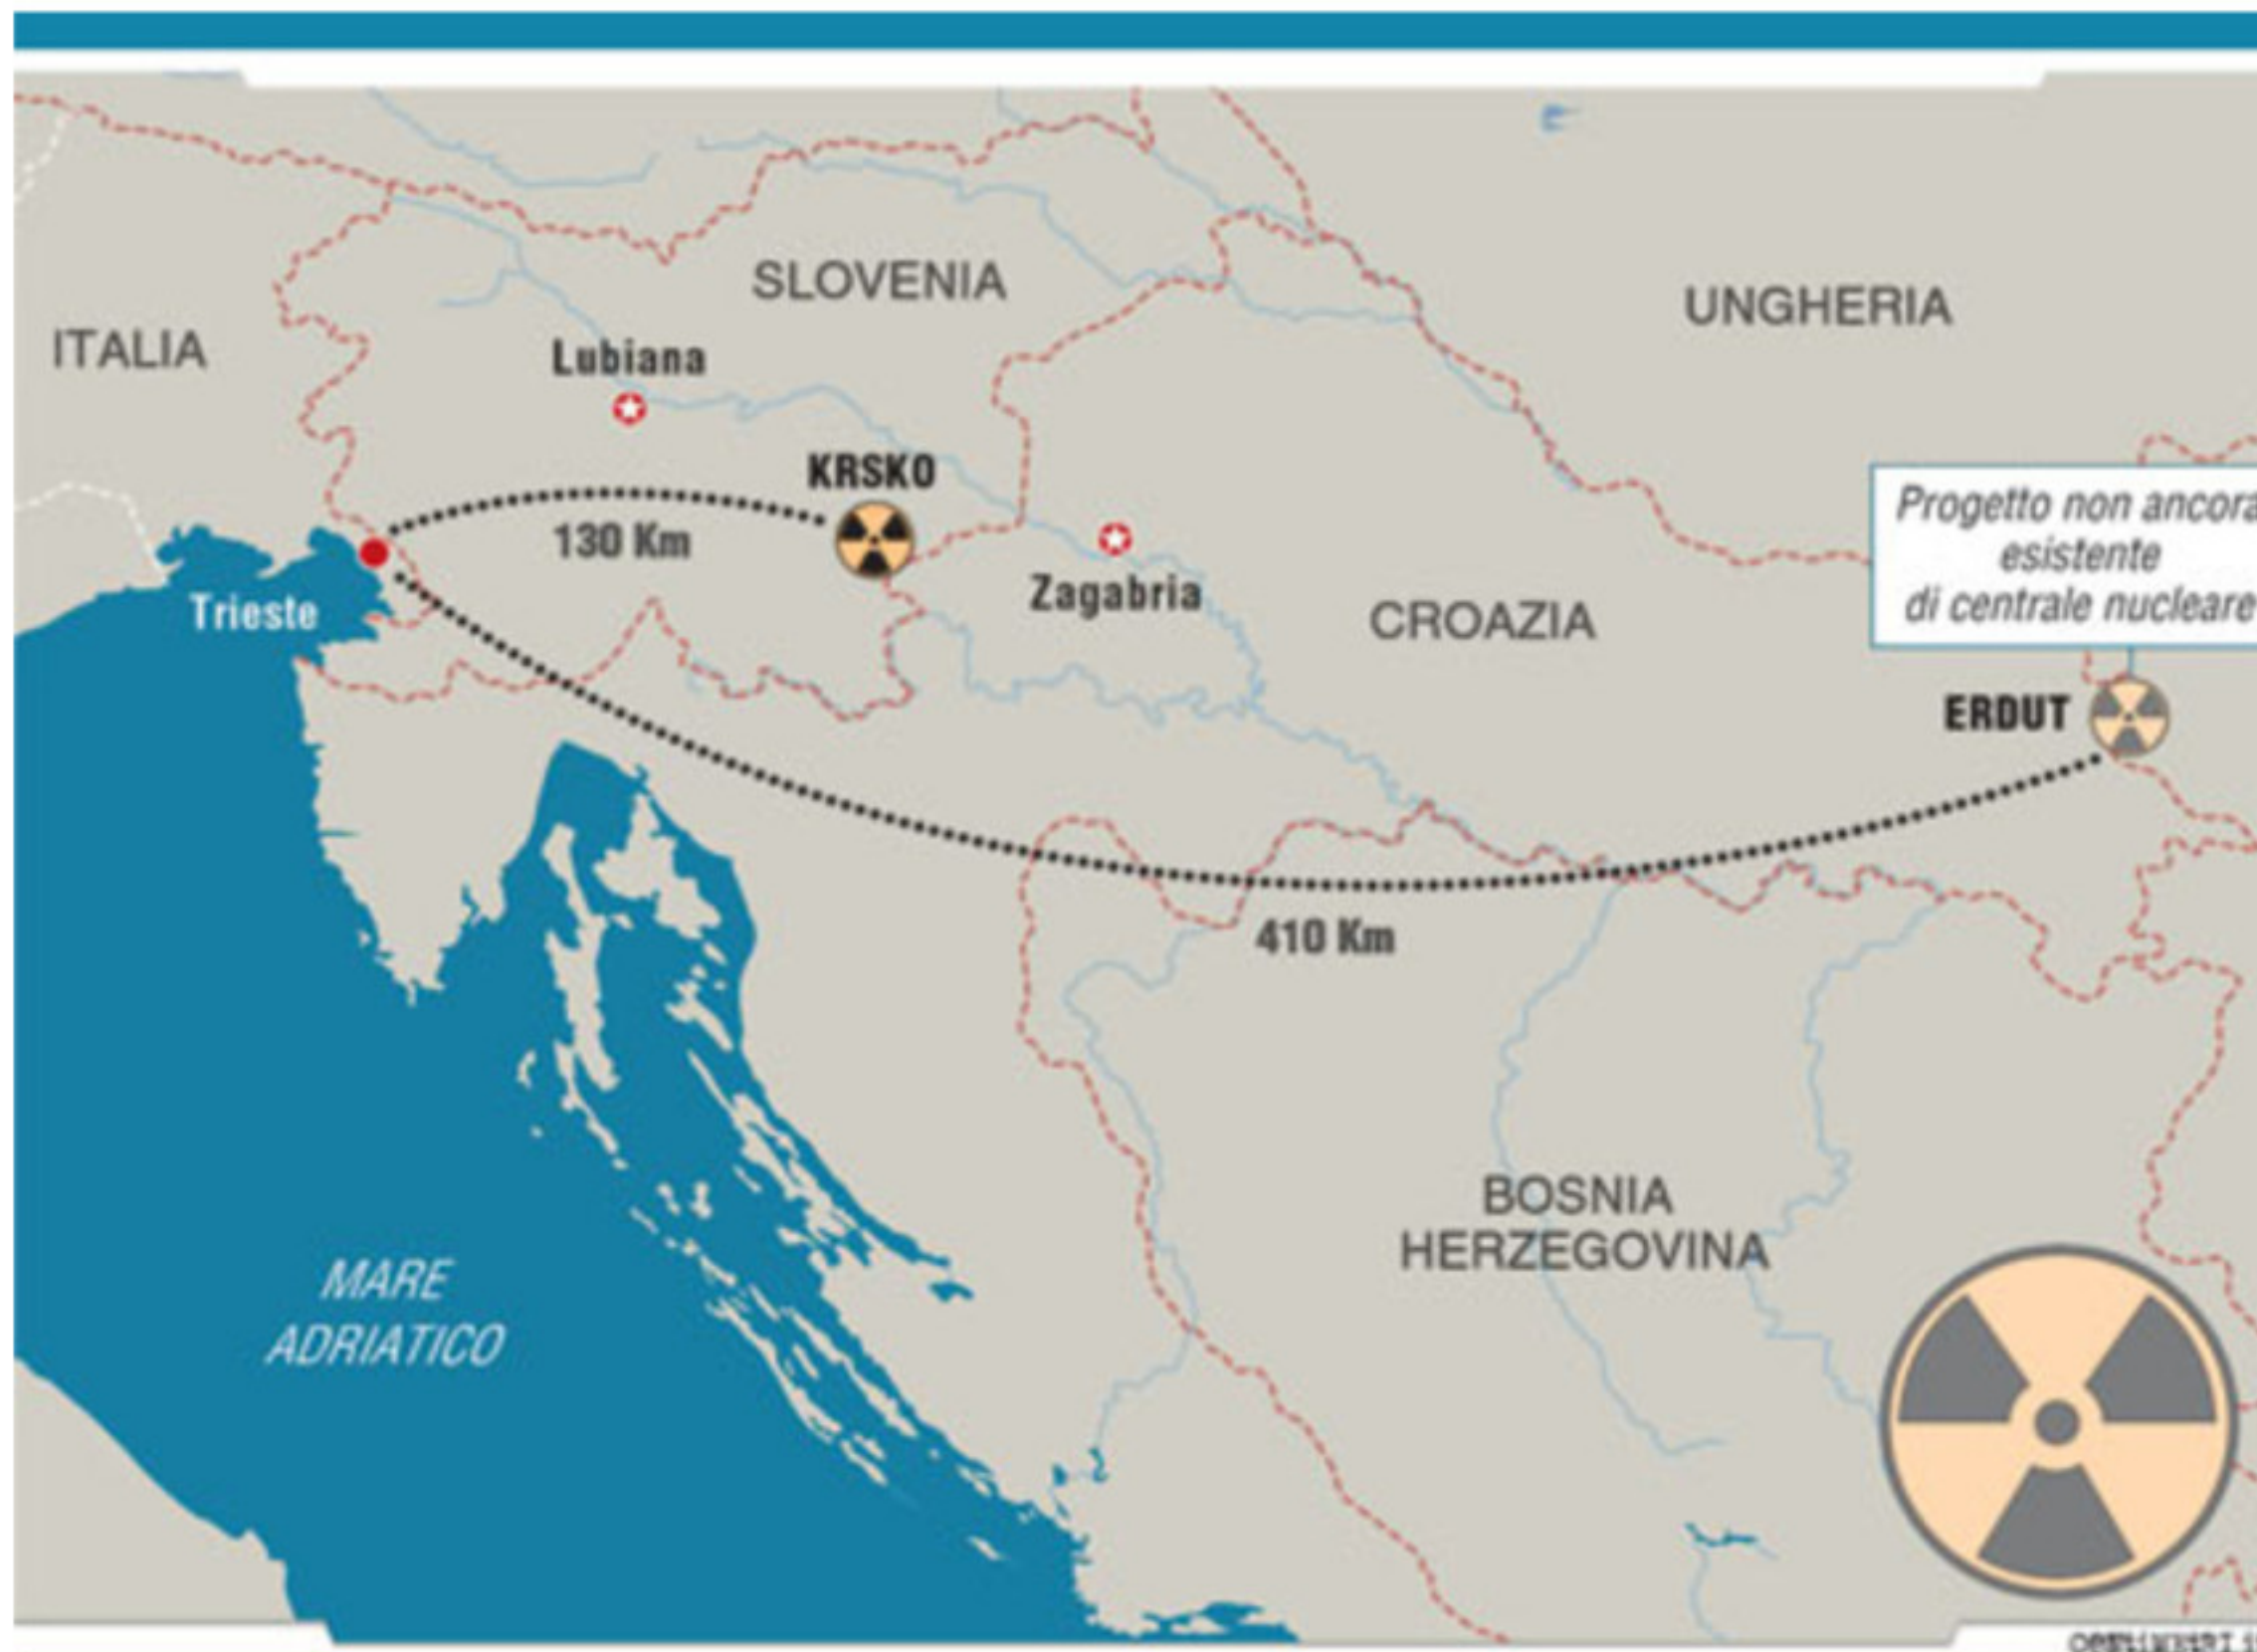 SLOVENIA
UNGHERIA
ITALIA
Lubiana
KRSKO
130 Km
Trieste
Zagabria
CROAZIA
Progetto non ancora
esistente
di centrale nucleare
ERDUT
410 Km
BOSNIA
HERZEGOVINA
MARE
ADRIATICO